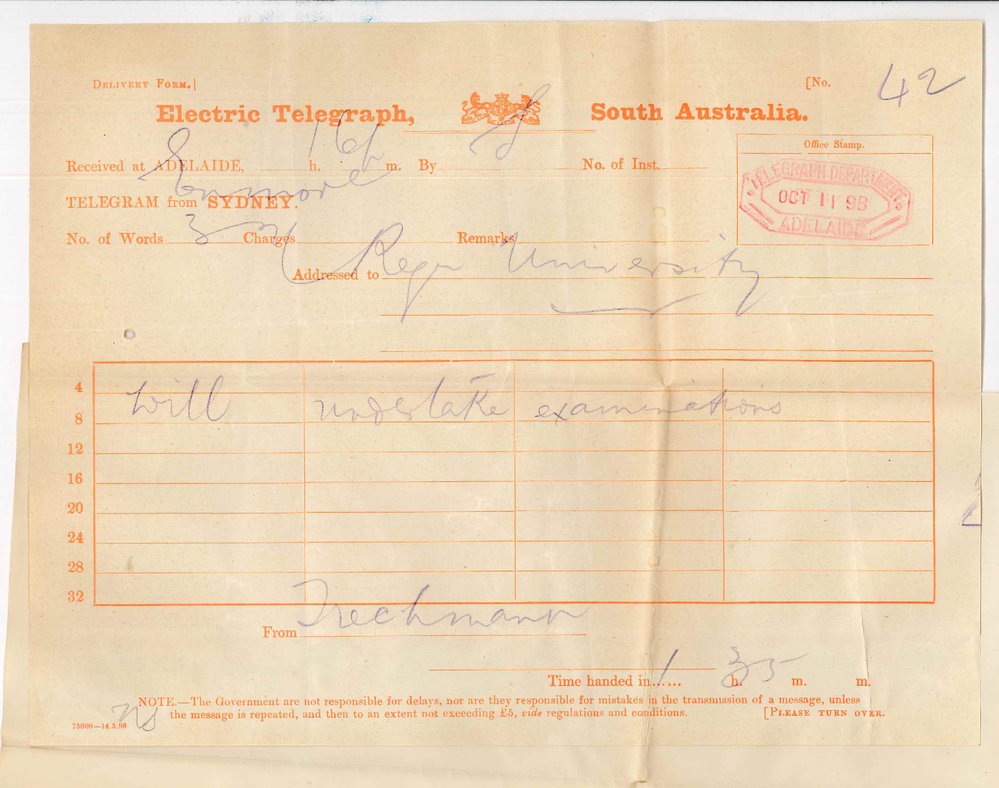 DELIVERY FORM.] [No. 42
Electric Telegraph, South Australia.
Office Stamp.
Received at ADELAIDE, h. m. By No. of Inst.
TELEGRAPH DEPARTMENT
OCT 11 98
ADELAIDE
Enmore
TELEGRAM from SYDNEY.
No. of Words 3 Charges Remarks
Addressed to Regr University
4
will undertake examinations
8
12
16
20
24
28
32
From Trechmann
Time handed in...... 1 h. 35 m. m.
NOTE.—The Government are not responsible for delays, nor are they responsible for mistakes in the transmission of a message, unless
the message is repeated, and then to an extent not exceeding £5, vide regulations and conditions. [PLEASE TURN OVER.
75000—14.5.98